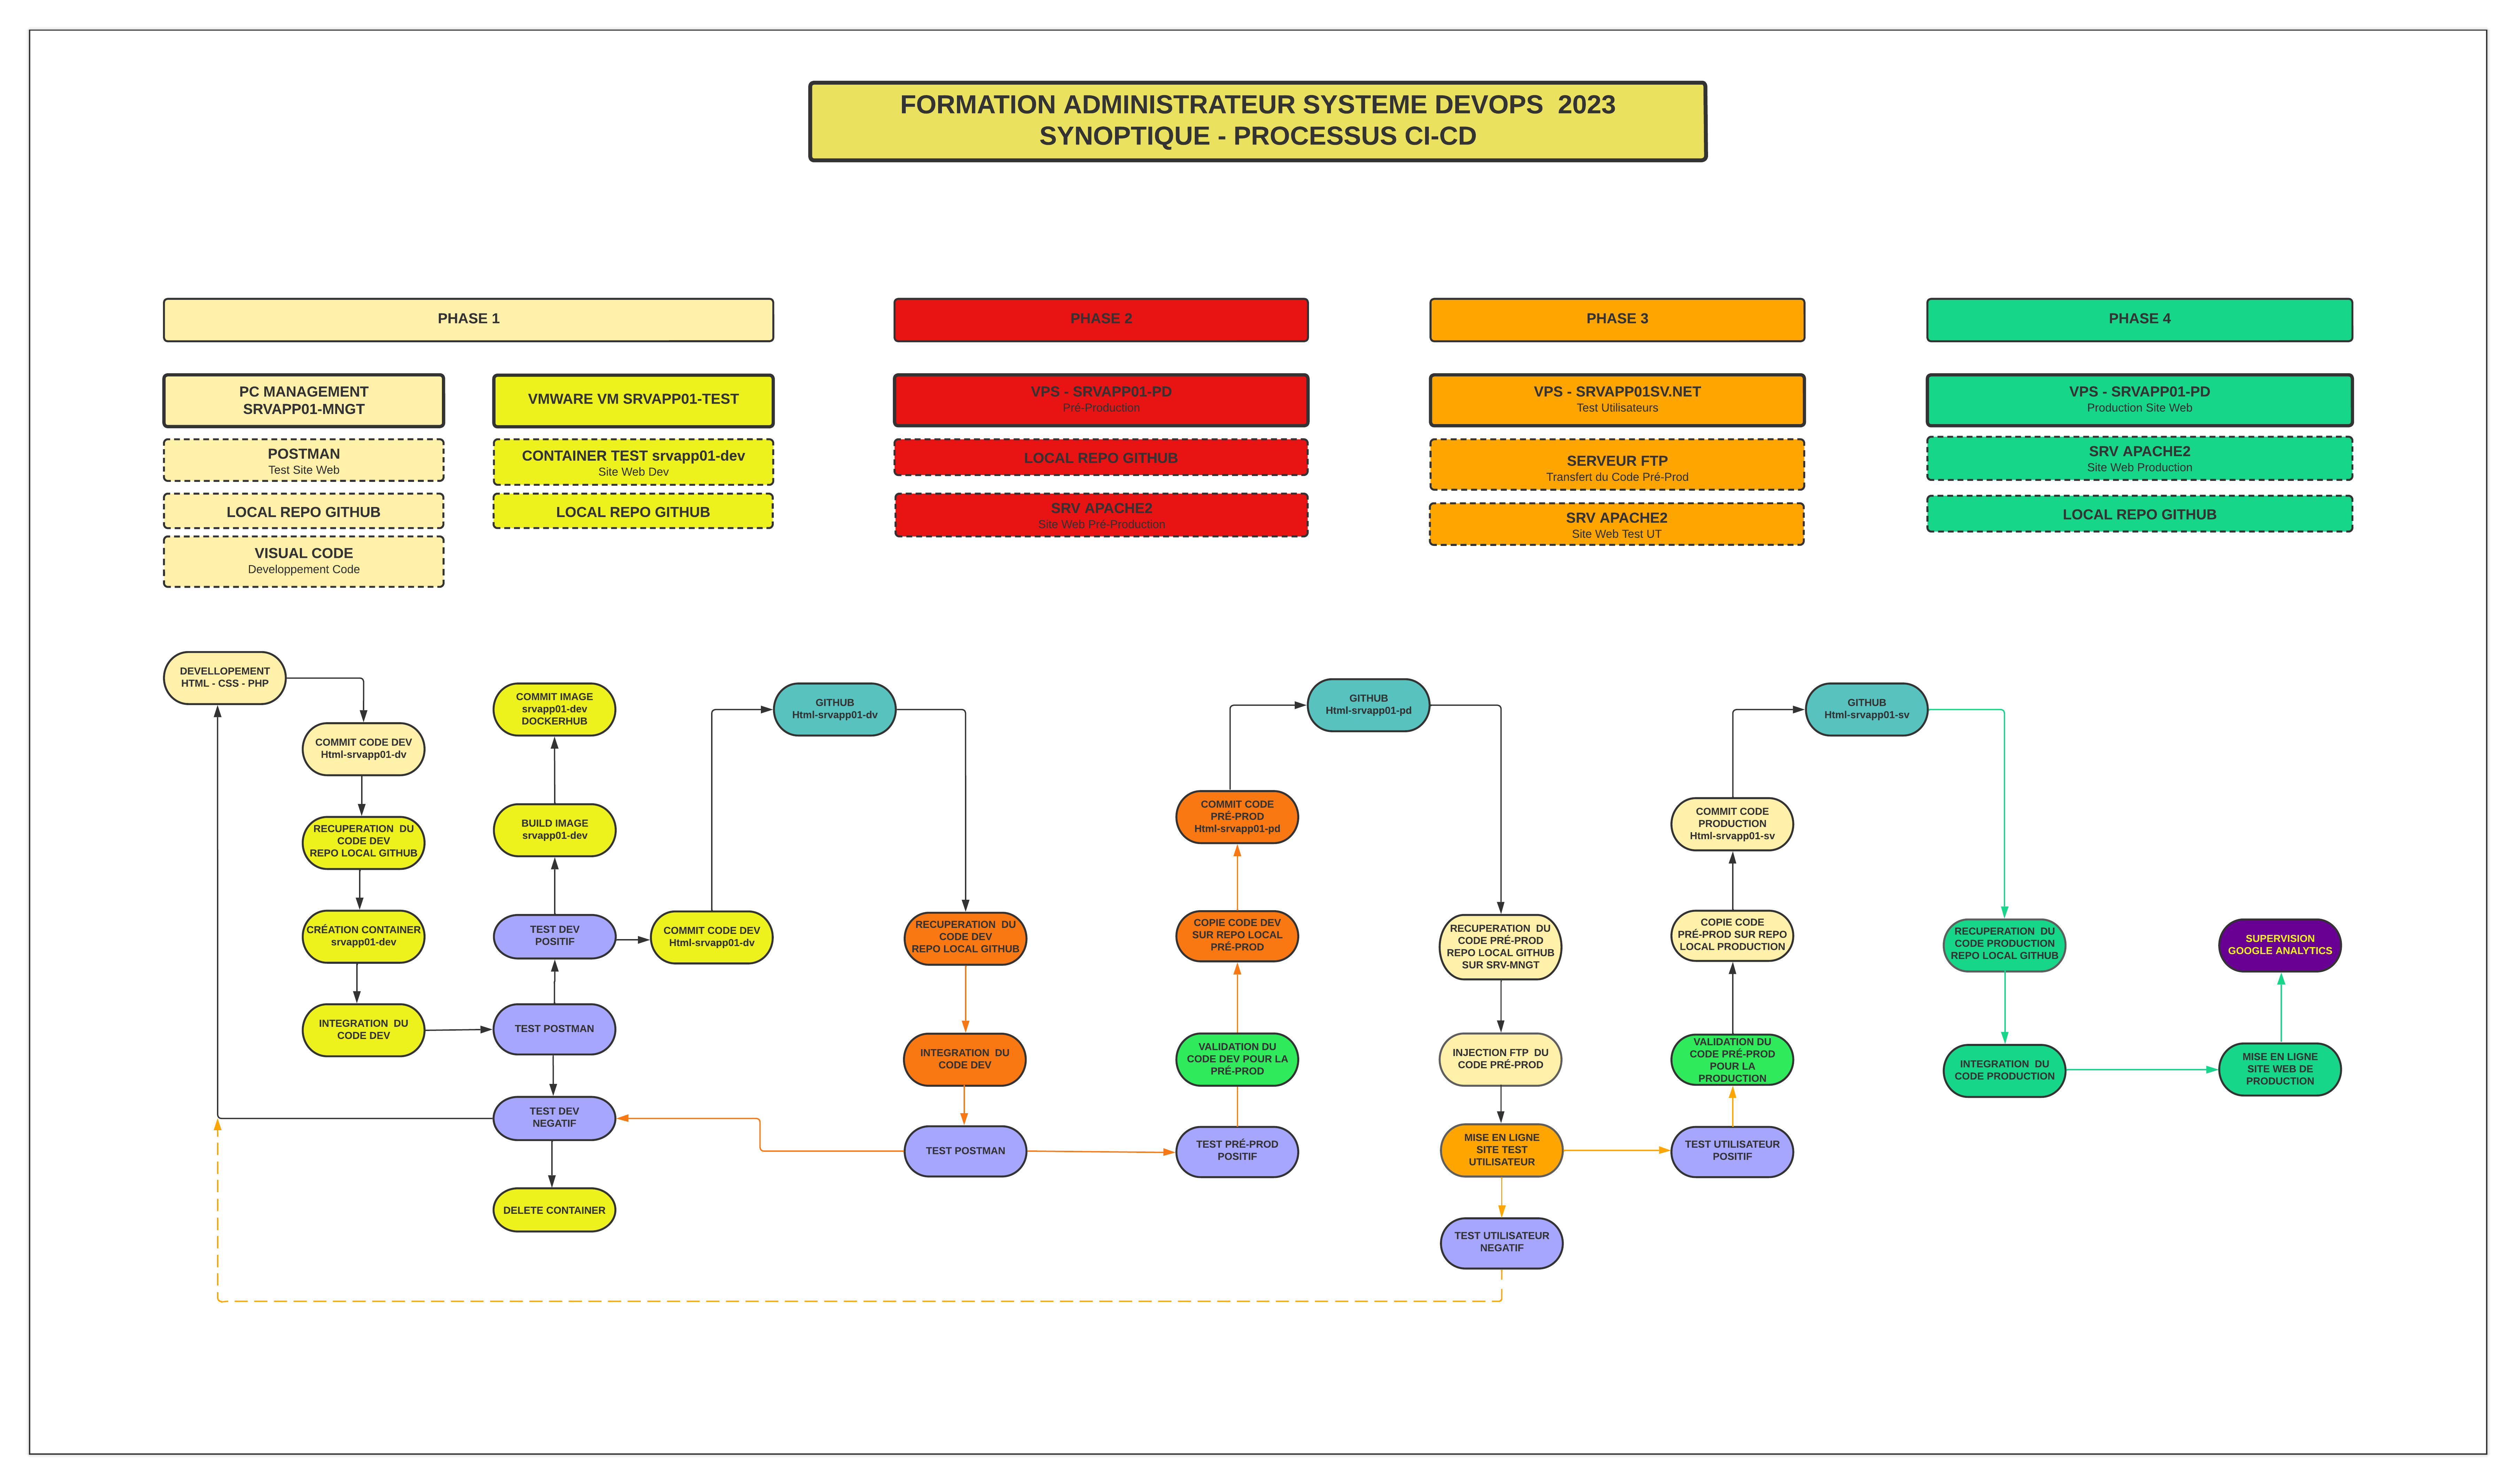 FORMATION ADMINISTRATEUR SYSTEME DEVOPS  2023
SYNOPTIQUE - PROCESSUS CI-CD
PHASE 1
PHASE 2
PHASE 3
PHASE 4
PC MANAGEMENT
SRVAPP01-MNGT
VMWARE VM SRVAPP01-TEST
VPS - SRVAPP01-PD
Pré-Production
VPS - SRVAPP01SV.NET
Test Utilisateurs
VPS - SRVAPP01-PD
Production Site Web
POSTMAN
Test Site Web
CONTAINER TEST srvapp01-dev
Site Web Dev
LOCAL REPO GITHUB
SERVEUR FTP
Transfert du Code Pré-Prod
SRV APACHE2
Site Web Production
LOCAL REPO GITHUB
LOCAL REPO GITHUB
SRV APACHE2
Site Web Pré-Production
SRV APACHE2
Site Web Test UT
LOCAL REPO GITHUB
VISUAL CODE
Developpement Code
DEVELLOPEMENT
HTML - CSS - PHP
COMMIT CODE DEV
Html-srvapp01-dv
RECUPERATION  DU
CODE DEV
REPO LOCAL GITHUB
CRÉATION CONTAINER
srvapp01-dev
INTEGRATION  DU
CODE DEV
COMMIT IMAGE
srvapp01-dev
DOCKERHUB
BUILD IMAGE
srvapp01-dev
TEST DEV
POSITIF
TEST POSTMAN
TEST DEV
NEGATIF
DELETE CONTAINER
COMMIT CODE DEV
Html-srvapp01-dv
GITHUB
Html-srvapp01-dv
RECUPERATION  DU
CODE DEV
REPO LOCAL GITHUB
INTEGRATION  DU
CODE DEV
TEST POSTMAN
COMMIT CODE
PRÉ-PROD
Html-srvapp01-pd
COPIE CODE DEV
SUR REPO LOCAL
PRÉ-PROD
VALIDATION DU
CODE DEV POUR LA
PRÉ-PROD
TEST PRÉ-PROD
POSITIF
GITHUB
Html-srvapp01-pd
RECUPERATION  DU
CODE PRÉ-PROD
REPO LOCAL GITHUB
SUR SRV-MNGT
INJECTION FTP  DU
CODE PRÉ-PROD
MISE EN LIGNE
SITE TEST
UTILISATEUR
TEST UTILISATEUR
NEGATIF
COMMIT CODE
PRODUCTION
Html-srvapp01-sv
COPIE CODE
PRÉ-PROD SUR REPO
LOCAL PRODUCTION
VALIDATION DU
CODE PRÉ-PROD
POUR LA
PRODUCTION
TEST UTILISATEUR
POSITIF
GITHUB
Html-srvapp01-sv
RECUPERATION  DU
CODE PRODUCTION
REPO LOCAL GITHUB
INTEGRATION  DU
CODE PRODUCTION
SUPERVISION
GOOGLE ANALYTICS
MISE EN LIGNE
SITE WEB DE
PRODUCTION